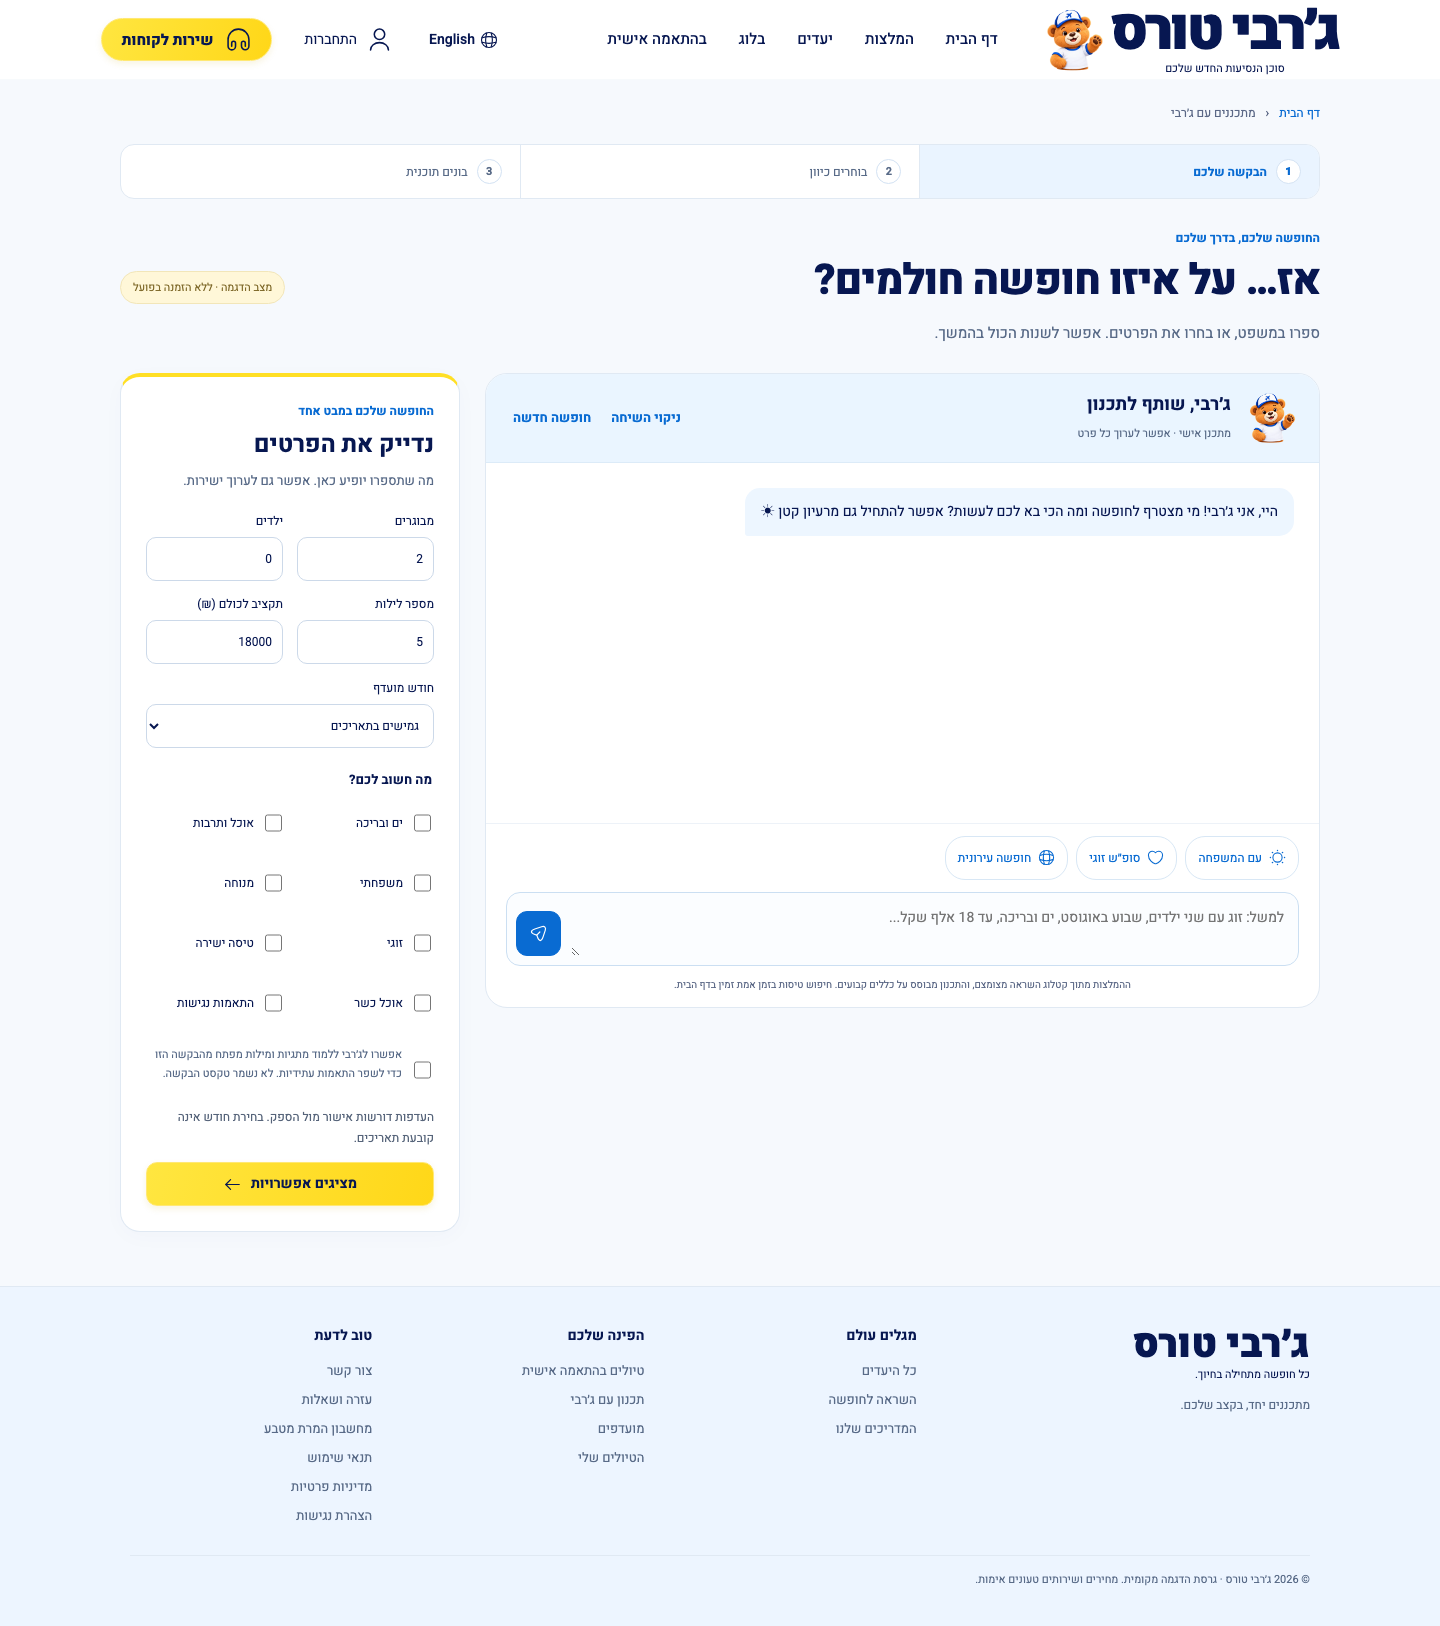 ג׳רבי טורס
סוכן הנסיעות החדש שלכם
דף הבית
המלצות
יעדים
בלוג
בהתאמה אישית
English
התחברות
שירות לקוחות
דף הבית › מתכננים עם ג׳רבי
1 הבקשה שלכם
2 בוחרים כיוון
3 בונים תוכנית
החופשה שלכם, בדרך שלכם
אז... על איזו חופשה חולמים?
מצב הדגמה · ללא הזמנה בפועל
ספרו במשפט, או בחרו את הפרטים. אפשר לשנות הכול בהמשך.
ג׳רבי, שותף לתכנון
מתכנן אישי · אפשר לערוך כל פרט
ניקוי השיחה
חופשה חדשה
היי, אני ג׳רבי! מי מצטרף לחופשה ומה הכי בא לכם לעשות? אפשר להתחיל גם מרעיון קטן ☀
עם המשפחה
סופ״ש זוגי
חופשה עירונית
למשל: זוג עם שני ילדים, שבוע באוגוסט, ים ובריכה, עד 18 אלף שקל...
ההמלצות מתוך קטלוג השראה מצומצם, והתכנון מבוסס על כללים קבועים. חיפוש טיסות בזמן אמת זמין בדף הבית.
החופשה שלכם במבט אחד
נדייק את הפרטים
מה שתספרו יופיע כאן. אפשר גם לערוך ישירות.
מבוגרים
ילדים
2
0
מספר לילות
תקציב לכולם (₪)
5
18000
חודש מועדף
גמישים בתאריכים
מה חשוב לכם?
ים ובריכה
אוכל ותרבות
משפחתי
מנוחה
זוגי
טיסה ישירה
אוכל כשר
התאמות נגישות
אפשרו לג׳רבי ללמוד מתגיות ומילות מפתח מהבקשה הזו
כדי לשפר התאמות עתידיות. לא נשמר טקסט הבקשה.
העדפות דורשות אישור מול הספק. בחירת חודש אינה
קובעת תאריכים.
מציגים אפשרויות ←
ג׳רבי טורס
כל חופשה מתחילה בחיוך.
מתכננים יחד, בקצב שלכם.
מגלים עולם
כל היעדים
השראה לחופשה
המדריכים שלנו
הפינה שלכם
טיולים בהתאמה אישית
תכנון עם ג׳רבי
מועדפים
הטיולים שלי
טוב לדעת
צור קשר
עזרה ושאלות
מחשבון המרת מטבע
תנאי שימוש
מדיניות פרטיות
הצהרת נגישות
© 2026 ג׳רבי טורס · גרסת הדגמה מקומית. מחירים ושירותים טעונים אימות.